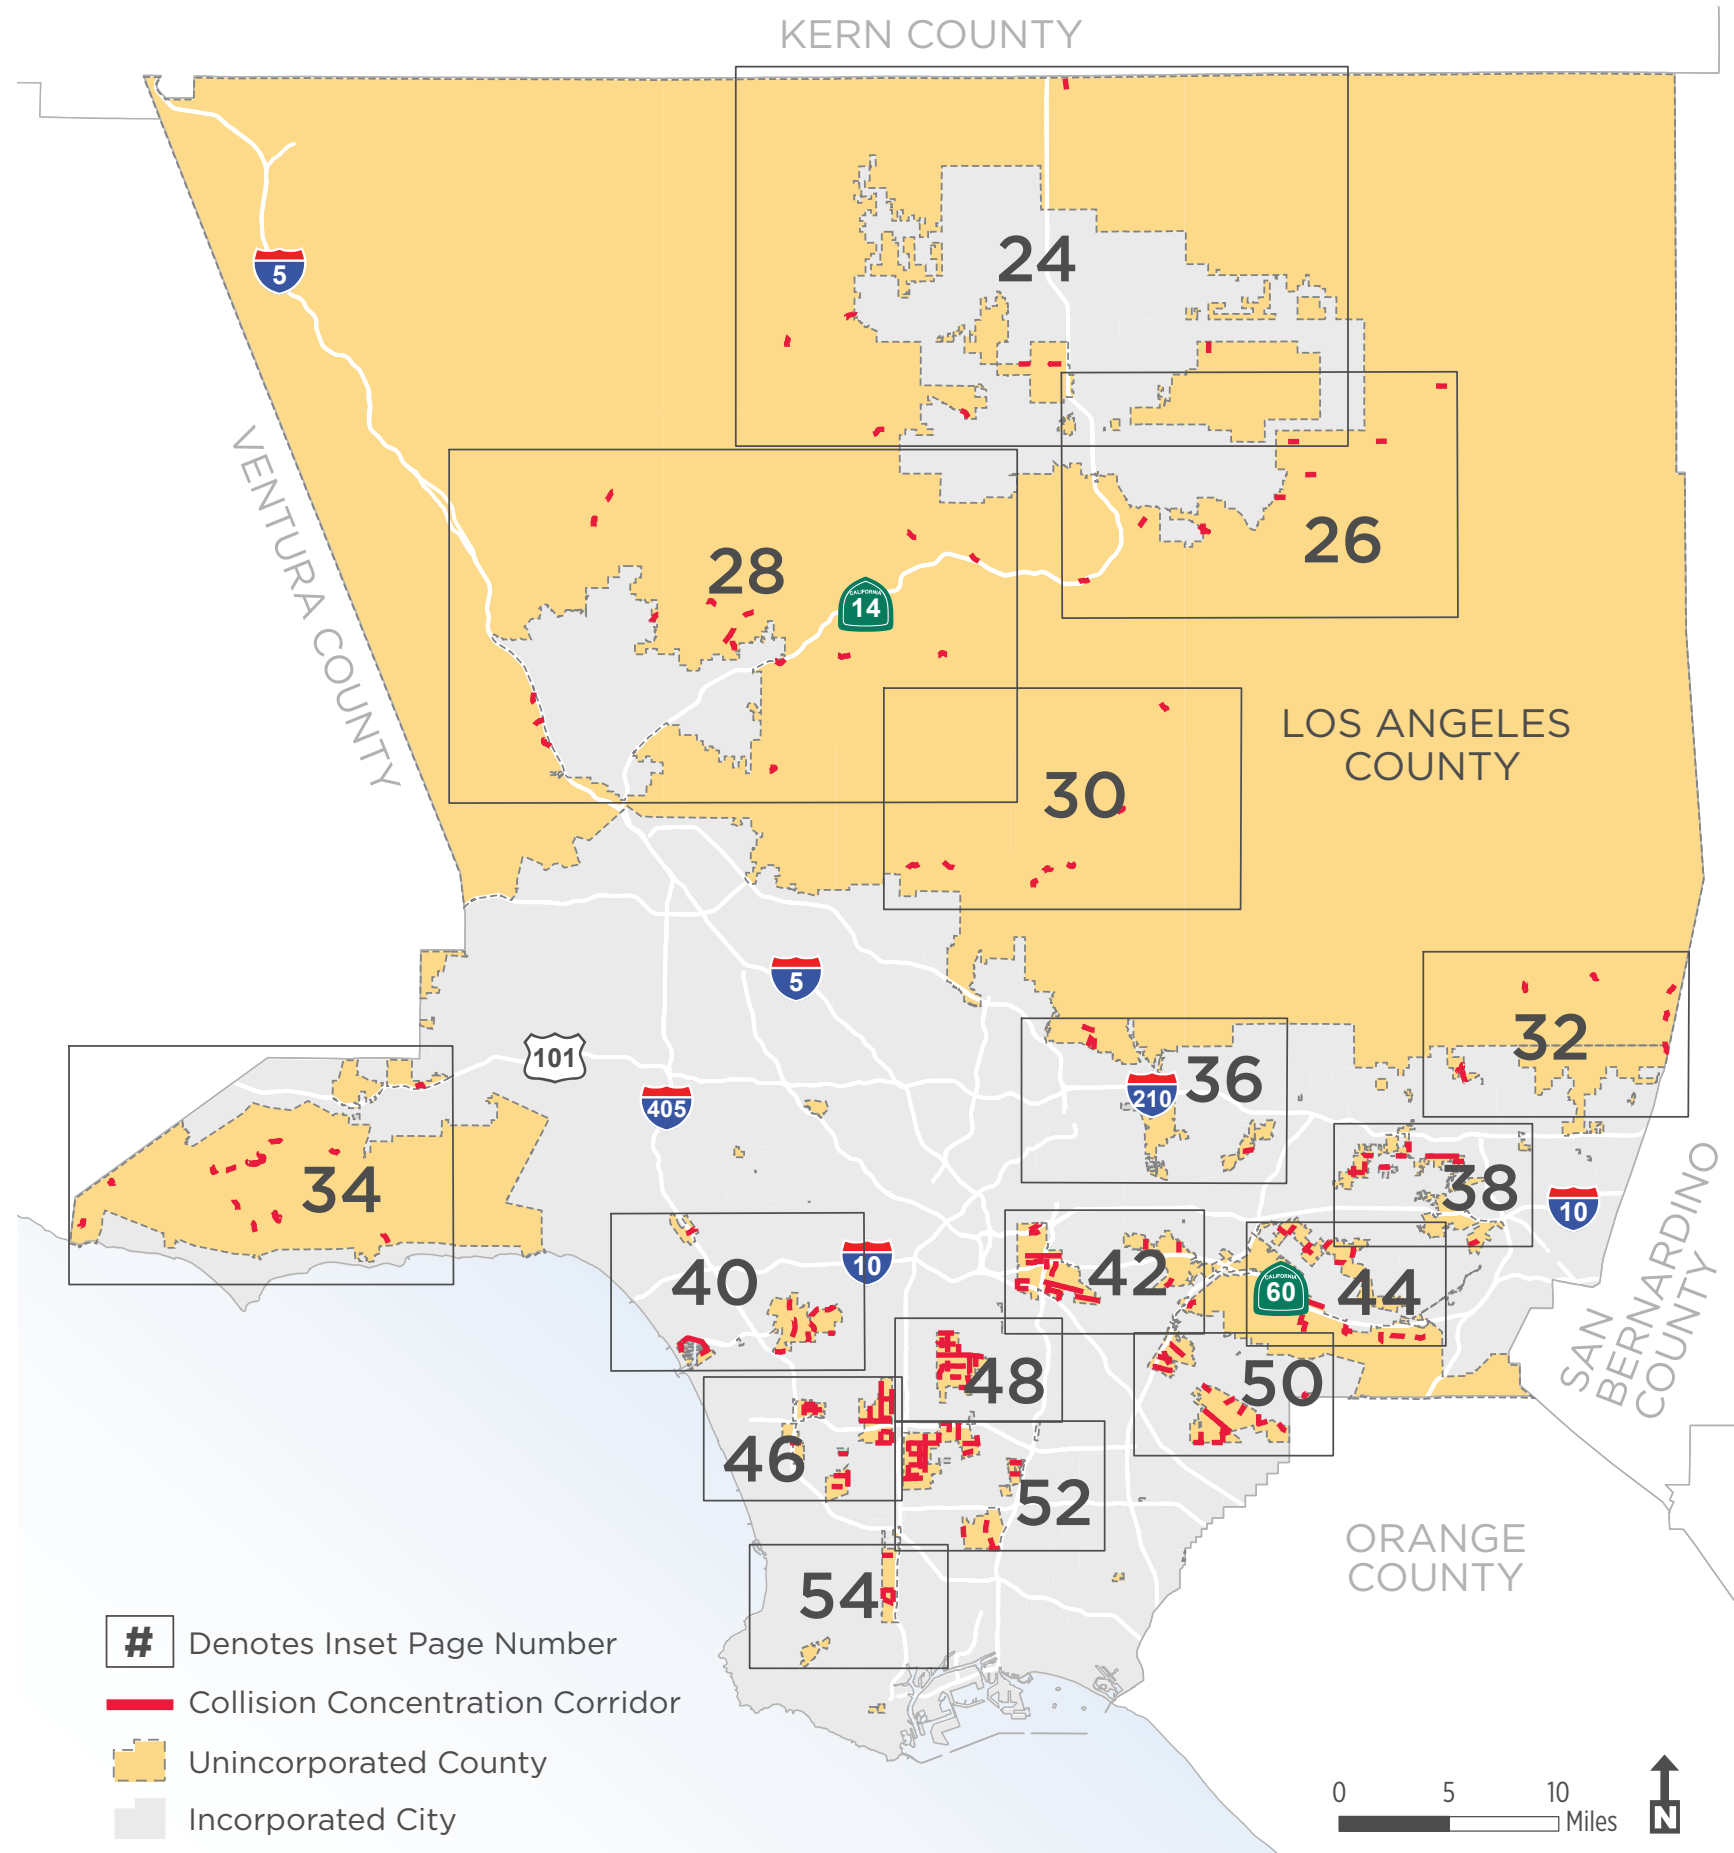 KERN COUNTY
24
5
VENTURA COUNTY
26
28
CALIFORNIA
14
LOS ANGELES
COUNTY
30
5
32
101
36
405
210
34
38
10
SAN
BERNARDINO
COUNTY
40
10
42
CALIFORNIA
60
44
48
50
46
52
ORANGE
COUNTY
54
# Denotes Inset Page Number
Collision Concentration Corridor
Unincorporated County
Incorporated City
0 5 10
Miles
N